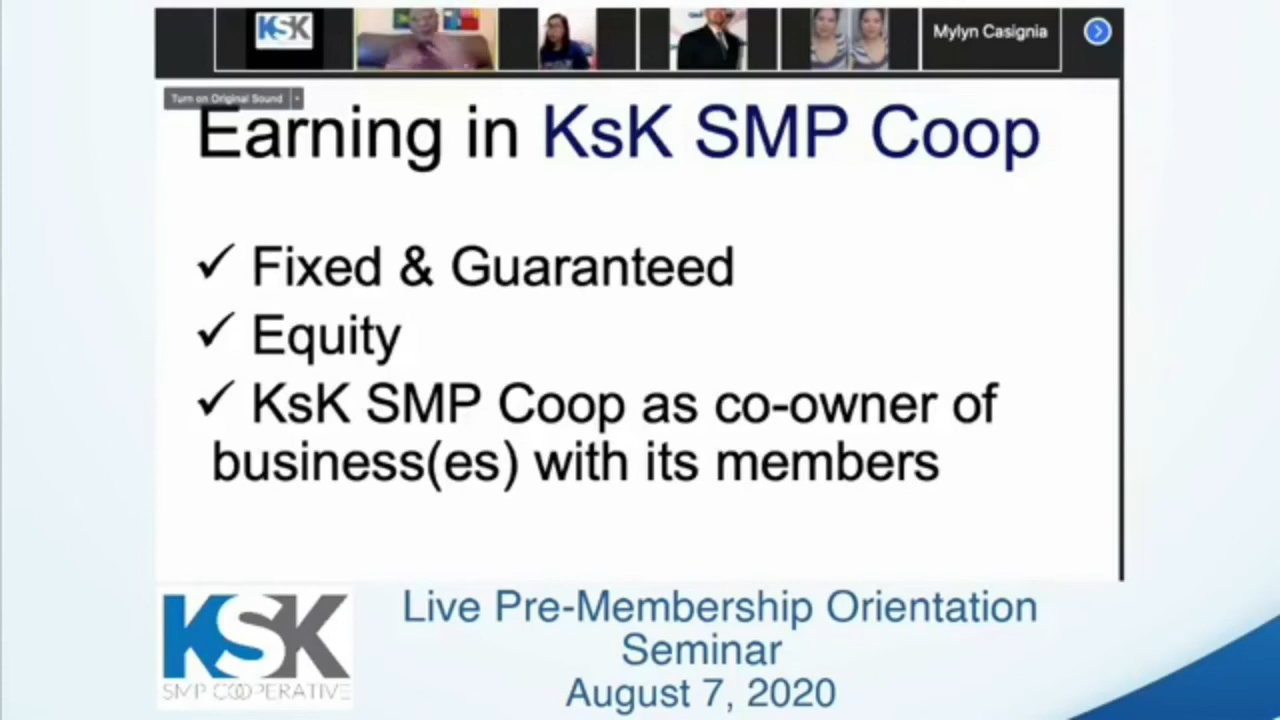 KSK
Mylyn Casignia
Turn on Original Sound
Earning in KsK SMP Coop
✓ Fixed & Guaranteed
✓ Equity
✓ KsK SMP Coop as co-owner of
business(es) with its members
KSK
SMP COOPERATIVE
Live Pre-Membership Orientation
Seminar
August 7, 2020